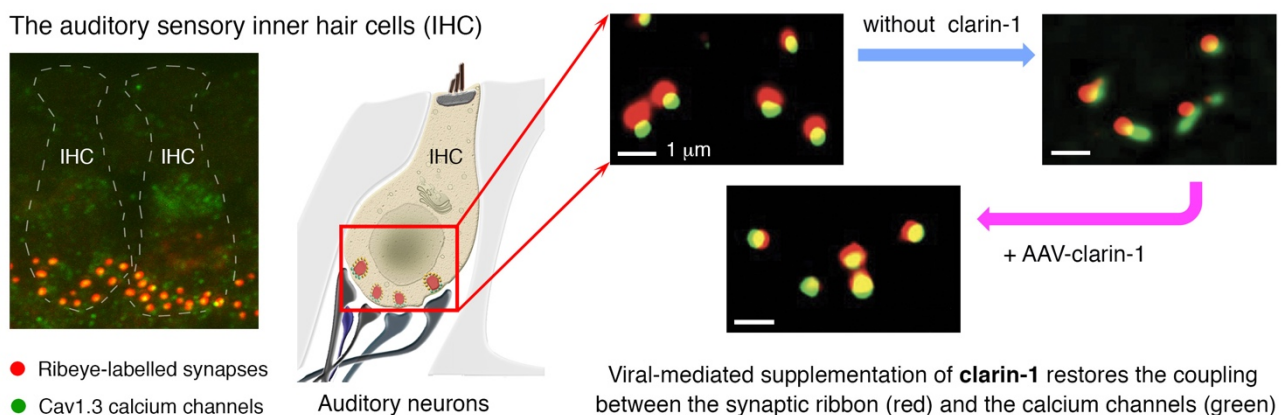 The auditory sensory inner hair cells (IHC)
IHC
IHC
Ribeye-labelled synapses
Cav1.3 calcium channels
IHC
Auditory neurons
1 μm
without clarin-1
+ AAV-clarin-1
Viral-mediated supplementation of clarin-1 restores the coupling
between the synaptic ribbon (red) and the calcium channels (green)